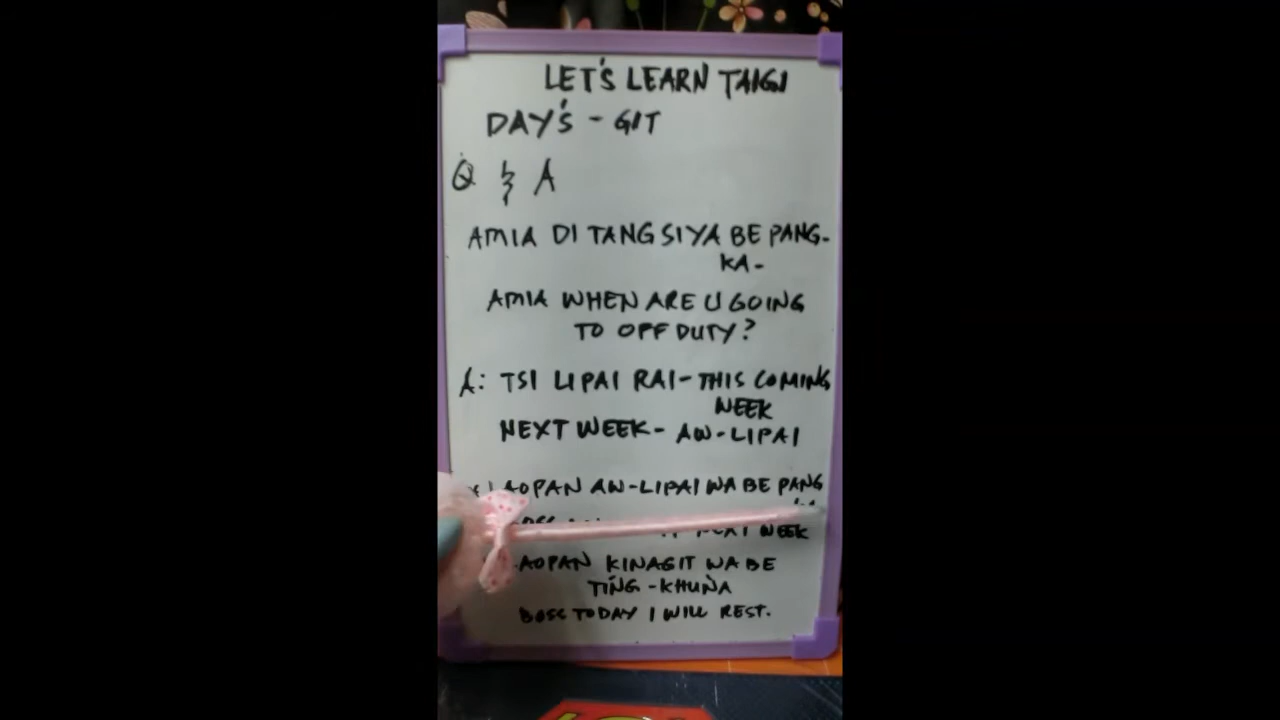 LET'S LEARN TAIGI
DAY'S - GIT
Q & A
AMIA DI TANG SIYA BE PANG-
KA-
AMIA WHEN ARE U GOING
TO OFF DUTY?
A: TSI LIPAI RAI - THIS COMING
WEEK
NEXT WEEK - AW-LIPAI
LAOPAN AW-LIPAI WA BE PANG
NEXT WEEK
LAOPAN KINAGIT WA BE
TING - KHUNA
BOSS TODAY I WILL REST.